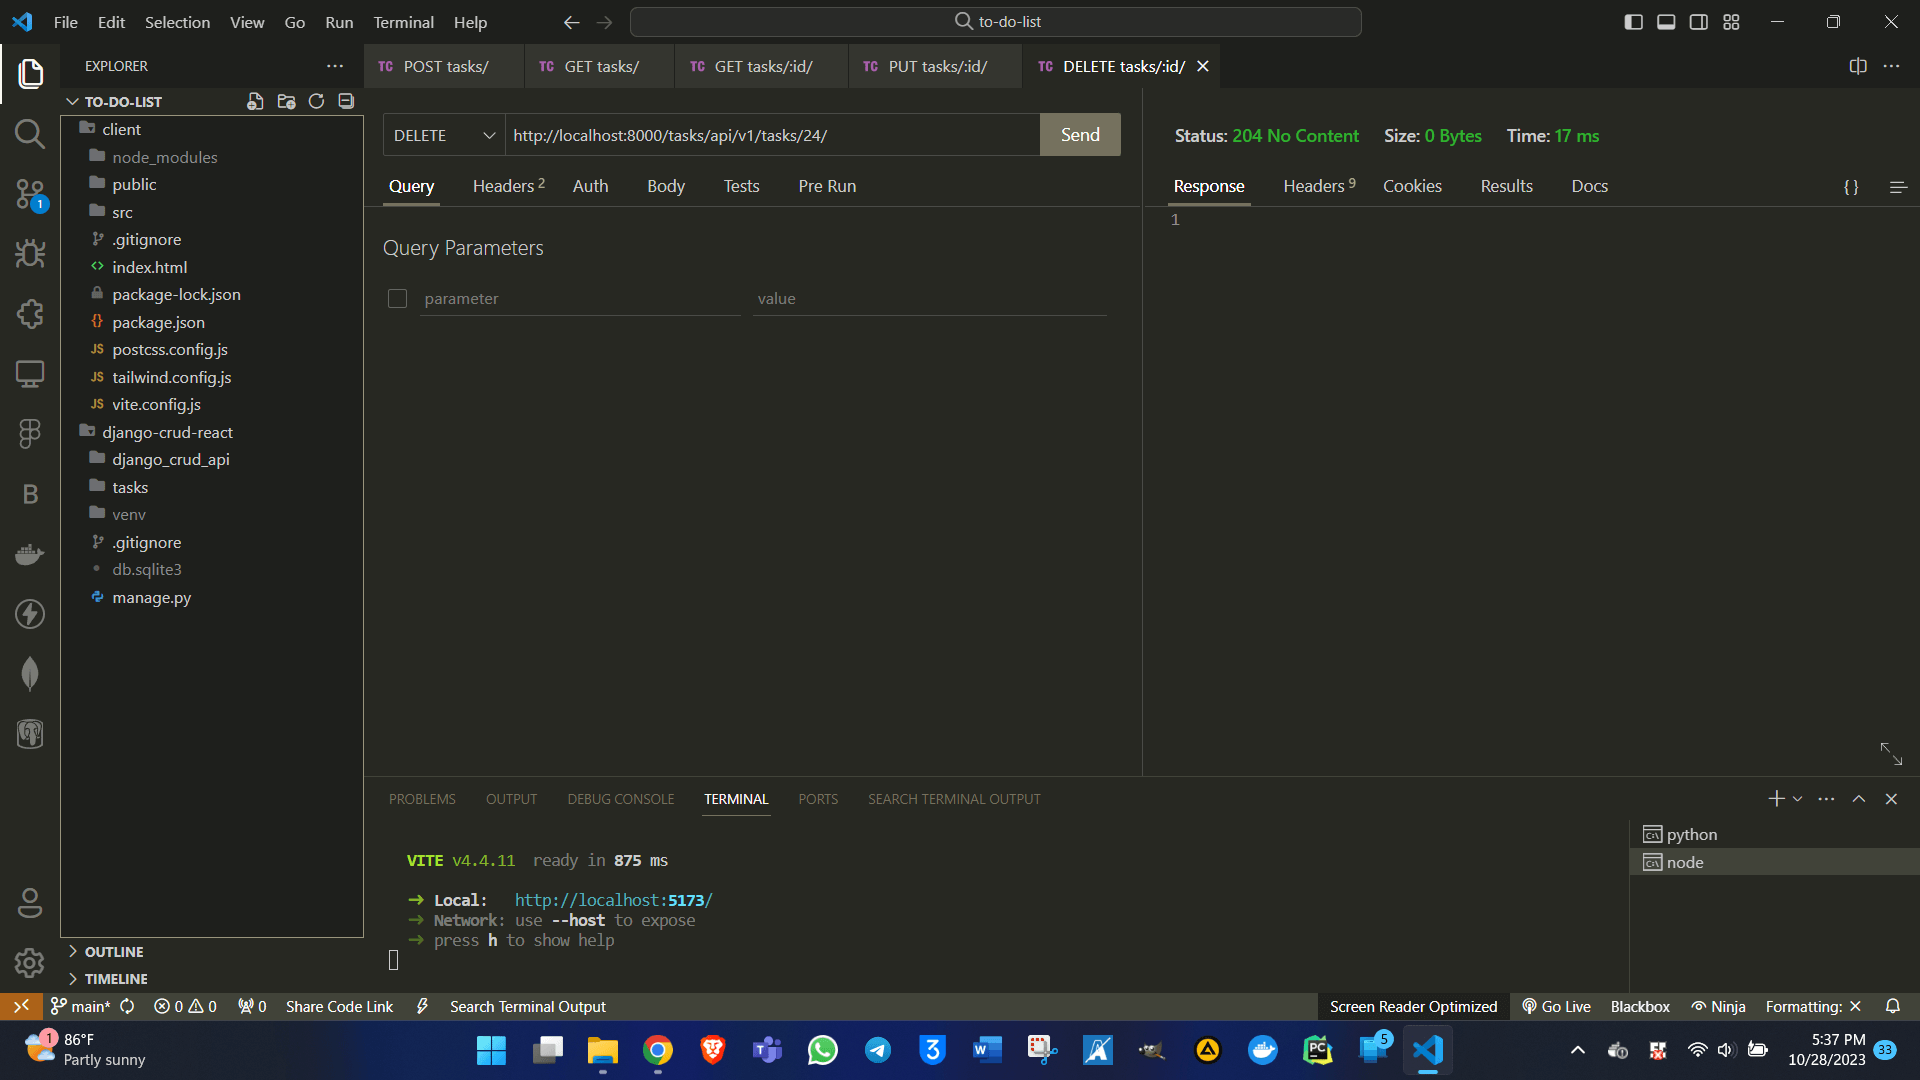 File Edit Selection View Go Run Terminal Help
to-do-list
EXPLORER
TC POST tasks/
TC GET tasks/
TC GET tasks/:id/
TC PUT tasks/:id/
TC DELETE tasks/:id/
TO-DO-LIST
client
node_modules
public
src
.gitignore
index.html
package-lock.json
{} package.json
JS postcss.config.js
JS tailwind.config.js
JS vite.config.js
django-crud-react
django_crud_api
tasks
venv
.gitignore
db.sqlite3
manage.py
OUTLINE
TIMELINE
1
B
DELETE http://localhost:8000/tasks/api/v1/tasks/24/ Send
Query Headers 2 Auth Body Tests Pre Run
Query Parameters
parameter value
Status: 204 No Content Size: 0 Bytes Time: 17 ms
Response Headers 9 Cookies Results Docs {}
1
PROBLEMS OUTPUT DEBUG CONSOLE TERMINAL PORTS SEARCH TERMINAL OUTPUT
VITE v4.4.11 ready in 875 ms
➜ Local: http://localhost:5173/
➜ Network: use --host to expose
➜ press h to show help
python
node
main* 0 0 0 Share Code Link Search Terminal Output
Screen Reader Optimized Go Live Blackbox Ninja Formatting:
1
86°F
Partly sunny
3
W
PC
5
5:37 PM
10/28/2023
33